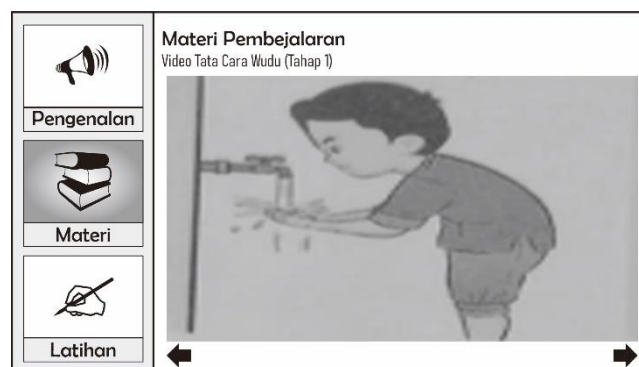 Pengenalan
Materi
Latihan
Materi Pembejalaran
Video Tata Cara Wudu (Tahap 1)